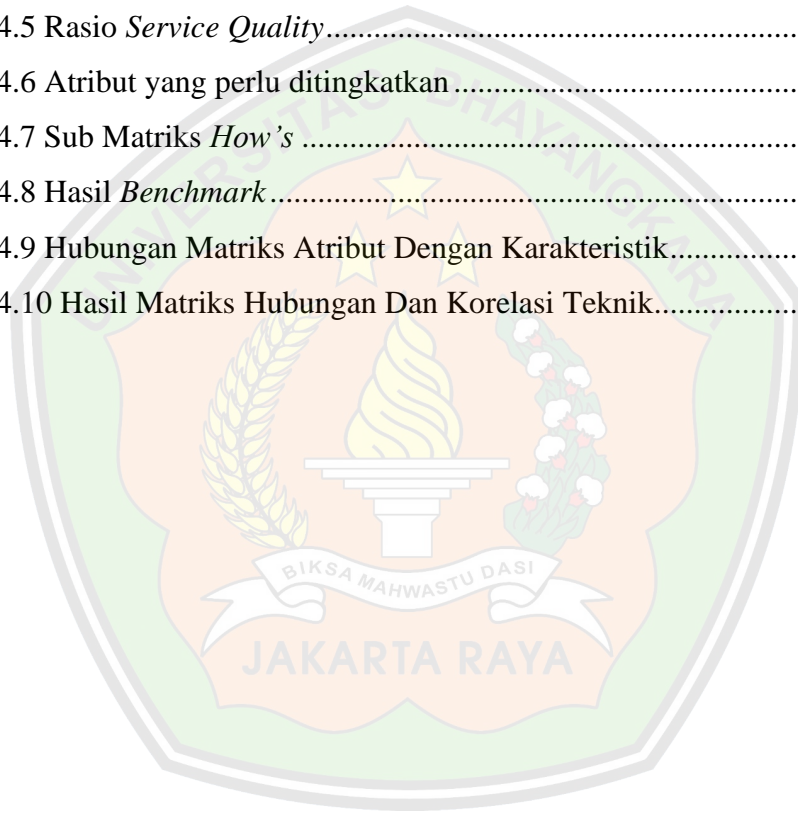 4.5 Rasio Service Quality................................................................
4.6 Atribut yang perlu ditingkatkan................................................
4.7 Sub Matriks How’s ................................................................
4.8 Hasil Benchmark................................................................
4.9 Hubungan Matriks Atribut Dengan Karakteristik................
4.10 Hasil Matriks Hubungan Dan Korelasi Teknik..................
UNIVERSITAS BHAYANGKARA
BIKSA MAHWASTU DASI
JAKARTA RAYA